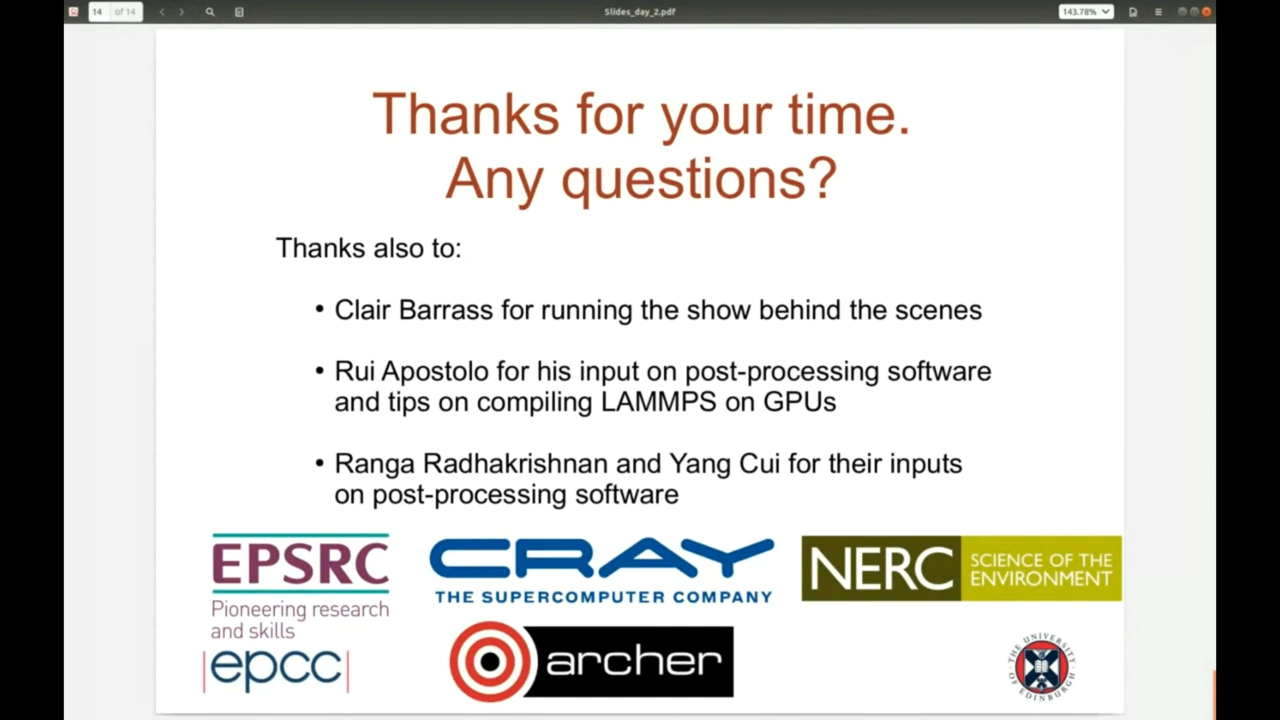 14 of 14
Slides_day_2.pdf
143.78%
Thanks for your time.
Any questions?
Thanks also to:
• Clair Barrass for running the show behind the scenes
• Rui Apostolo for his input on post-processing software
and tips on compiling LAMMPS on GPUs
• Ranga Radhakrishnan and Yang Cui for their inputs
on post-processing software
EPSRC
Pioneering research
and skills
CRAY
THE SUPERCOMPUTER COMPANY
NERC
SCIENCE OF THE
ENVIRONMENT
epcc
archer
THE UNIVERSITY
OF EDINBURGH